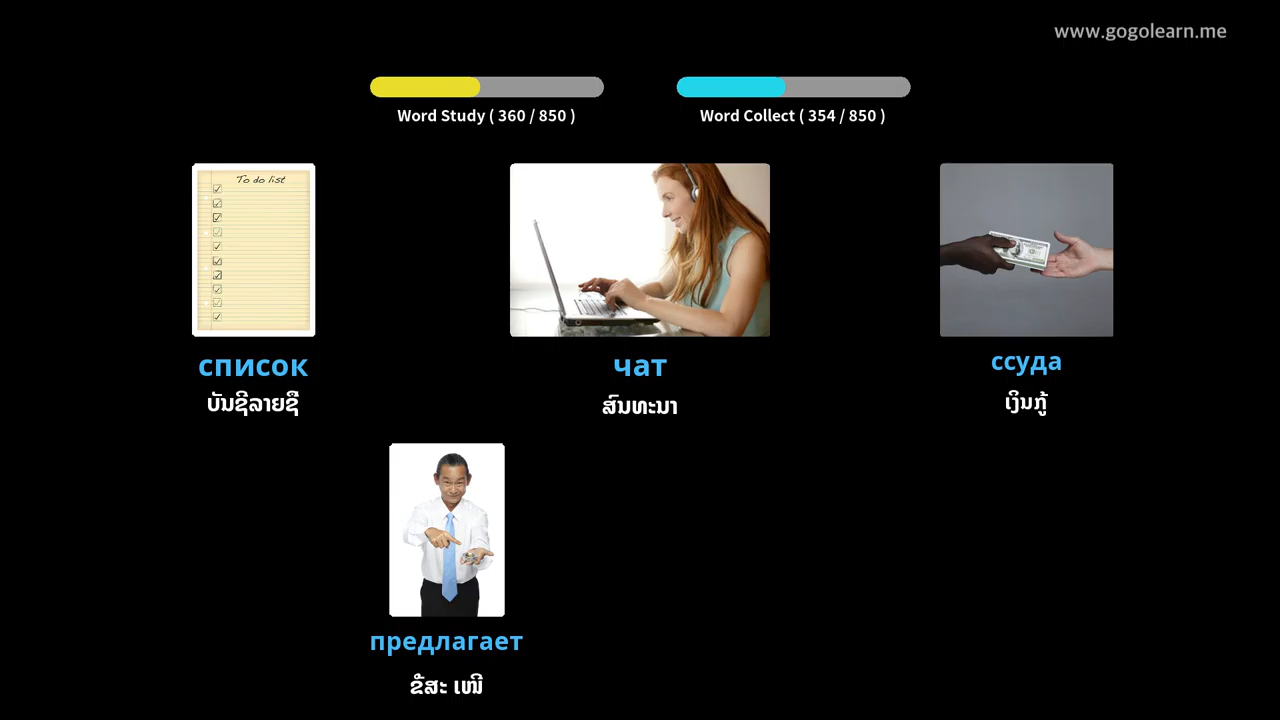 www.gogolearn.me
Word Study ( 360 / 850 )
Word Collect ( 354 / 850 )
To do list
список
чат
ссуда
ບັນຊີລາຍຊື່
ສົນທະນາ
ເງິນກູ້
предлагает
ຂໍ້ສະ ເໜີ